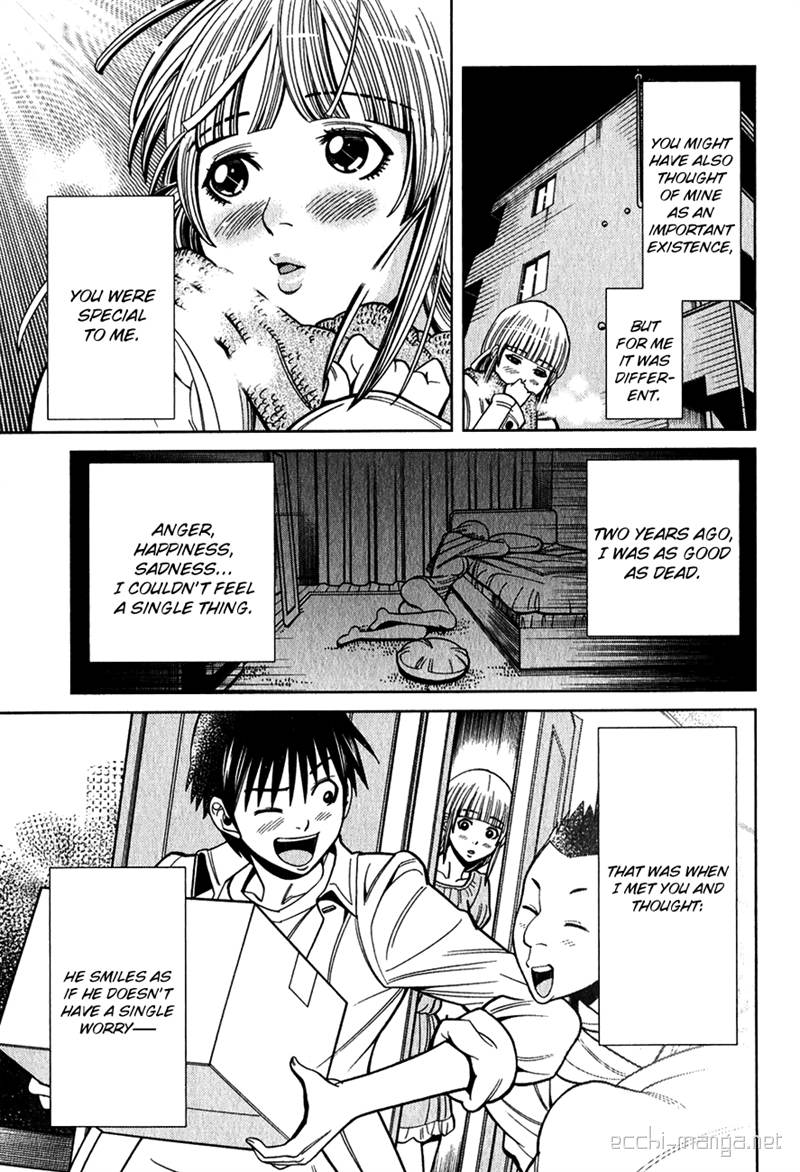 YOU MIGHT
HAVE ALSO
THOUGHT
OF MINE
AS AN
IMPORTANT
EXISTENCE,
BUT
FOR ME
IT WAS
DIFFER-
ENT.
YOU WERE
SPECIAL
TO ME.
TWO YEARS AGO,
I WAS AS GOOD
AS DEAD.
ANGER,
HAPPINESS,
SADNESS...
I COULDN'T FEEL
A SINGLE THING.
THAT WAS WHEN
I MET YOU AND
THOUGHT:
HE SMILES AS
IF HE DOESN'T
HAVE A SINGLE
WORRY—
ecchi-manga.net